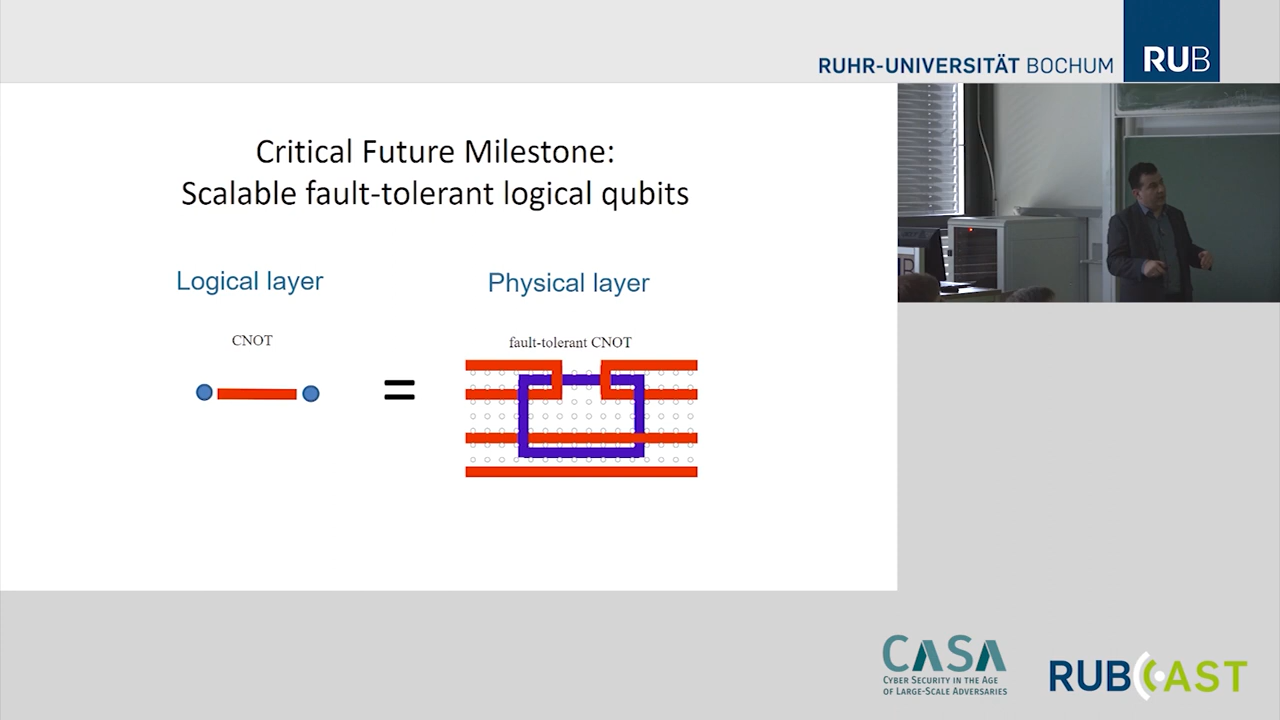 RUHR-UNIVERSITÄT BOCHUM
RUB
Critical Future Milestone:
Scalable fault-tolerant logical qubits
Logical layer
Physical layer
CNOT
fault-tolerant CNOT
=
CASA
CYBER SECURITY IN THE AGE
OF LARGE-SCALE ADVERSARIES
RUBCAST